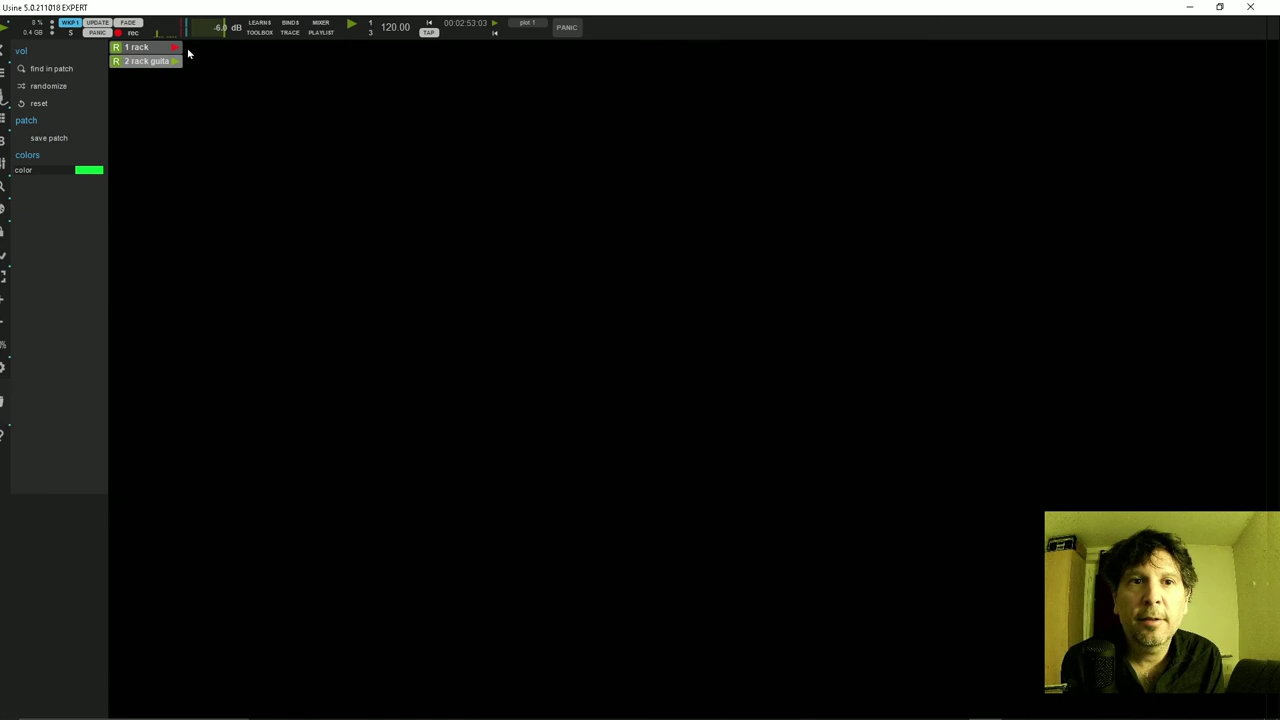 Usine 5.0.211018 EXPERT
8 % WKP I UPDATE FADE
0.4 GB S PANIC rec
-6.0 dB
LEARNS BINDS MIXER
TOOLBOX TRACE PLAYLIST
1
3
120.00
00:02:53:03
TAP
plot 1
PANIC
vol
find in patch
randomize
reset
patch
save patch
colors
color
R 1 rack
R 2 rack guita